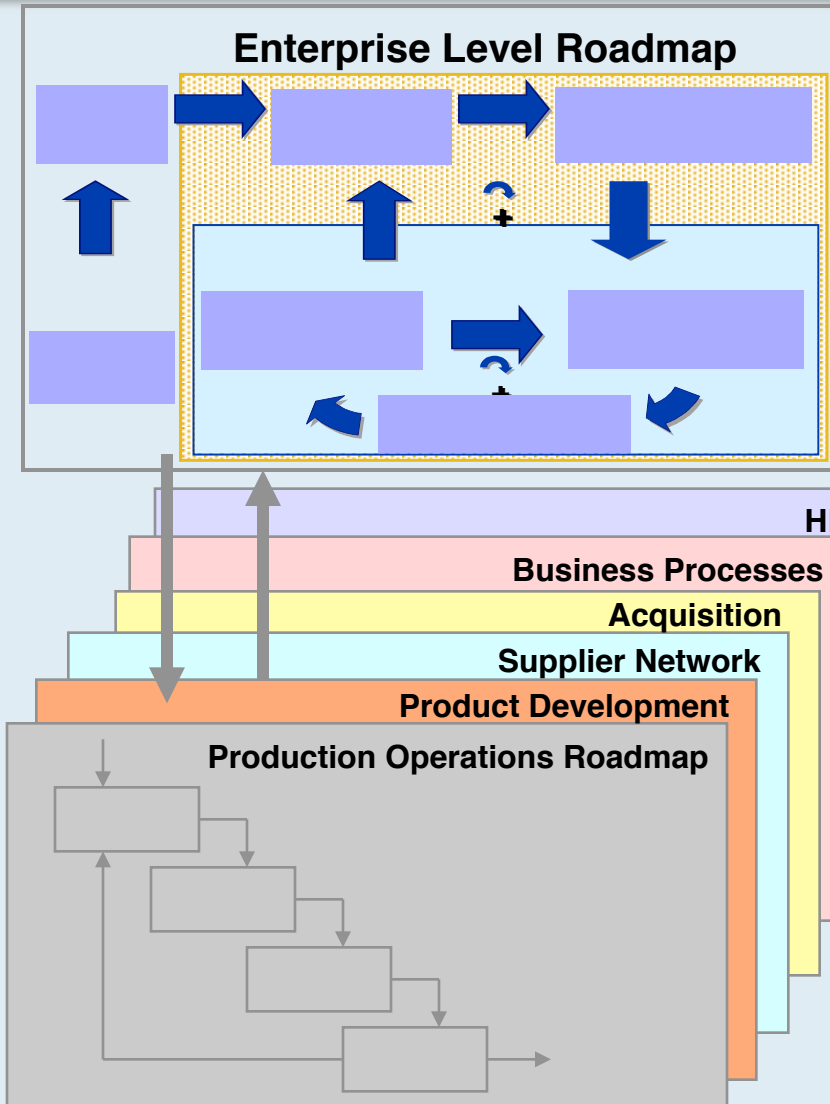 Enterprise Level Roadmap
H
Business Processes
Acquisition
Supplier Network
Product Development
Production Operations Roadmap